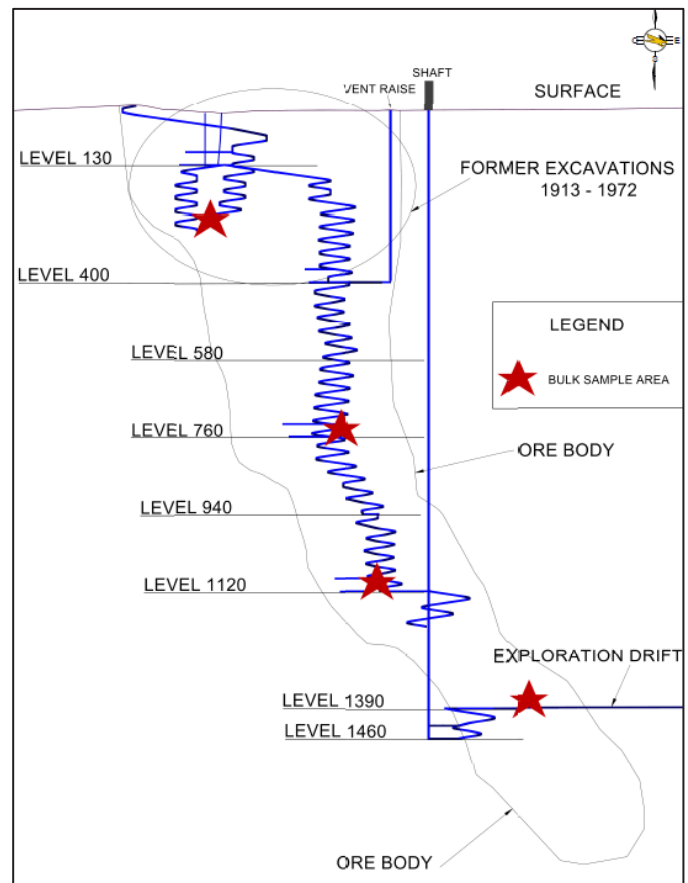 SHAFT
VENT RAISE
SURFACE
LEVEL 130
FORMER EXCAVATIONS
1913 - 1972
LEVEL 400
LEGEND
BULK SAMPLE AREA
LEVEL 580
LEVEL 760
ORE BODY
LEVEL 940
LEVEL 1120
EXPLORATION DRIFT
LEVEL 1390
LEVEL 1460
ORE BODY